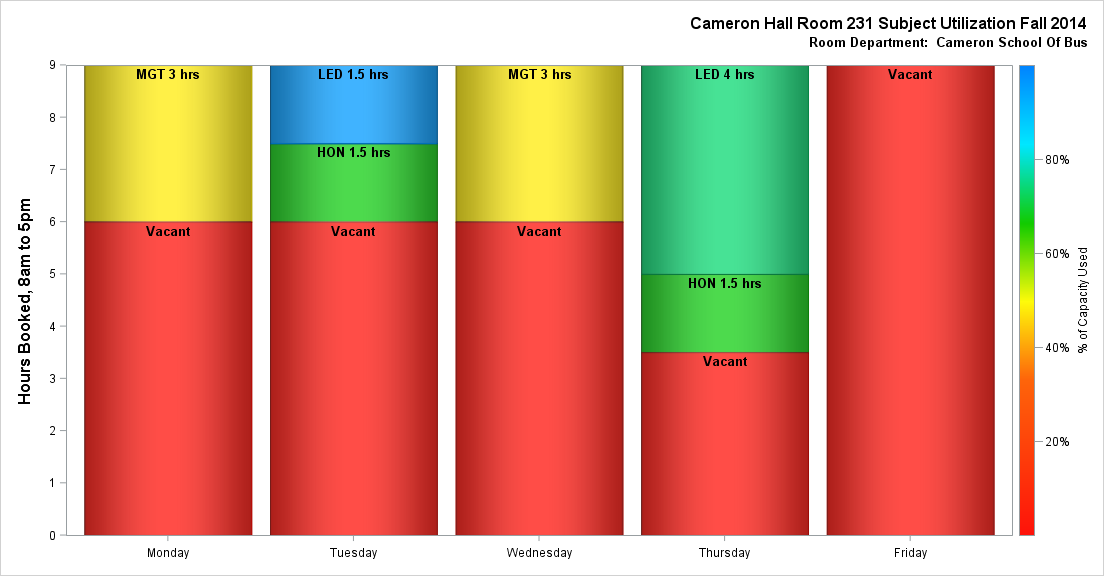 Cameron Hall Room 231 Subject Utilization Fall 2014
Room Department:  Cameron School Of Bus
Hours Booked, 8am to 5pm
9
8
7
6
5
4
3
2
1
0
MGT 3 hrs
Vacant
LED 1.5 hrs
HON 1.5 hrs
Vacant
MGT 3 hrs
Vacant
LED 4 hrs
HON 1.5 hrs
Vacant
Vacant
Monday
Tuesday
Wednesday
Thursday
Friday
80%
60%
40%
20%
% of Capacity Used